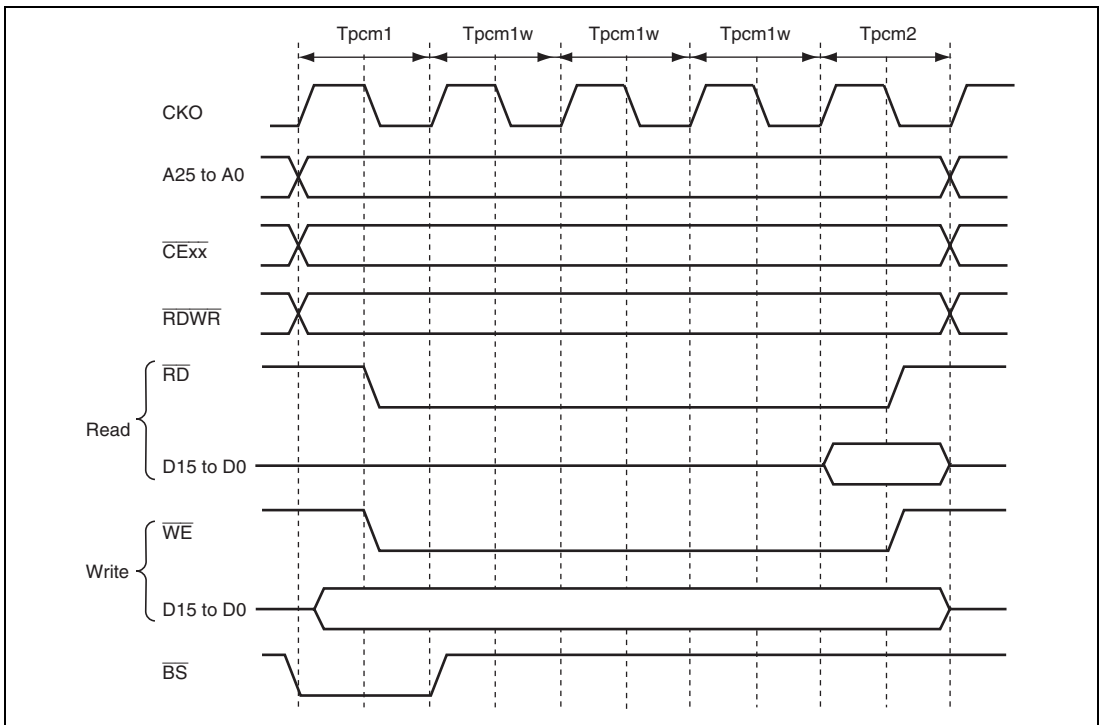 Tpcm1 Tpcm1w Tpcm1w Tpcm1w Tpcm2
CKO
A25 to A0
CExx
RDWR
RD
Read
D15 to D0
WE
Write
D15 to D0
BS